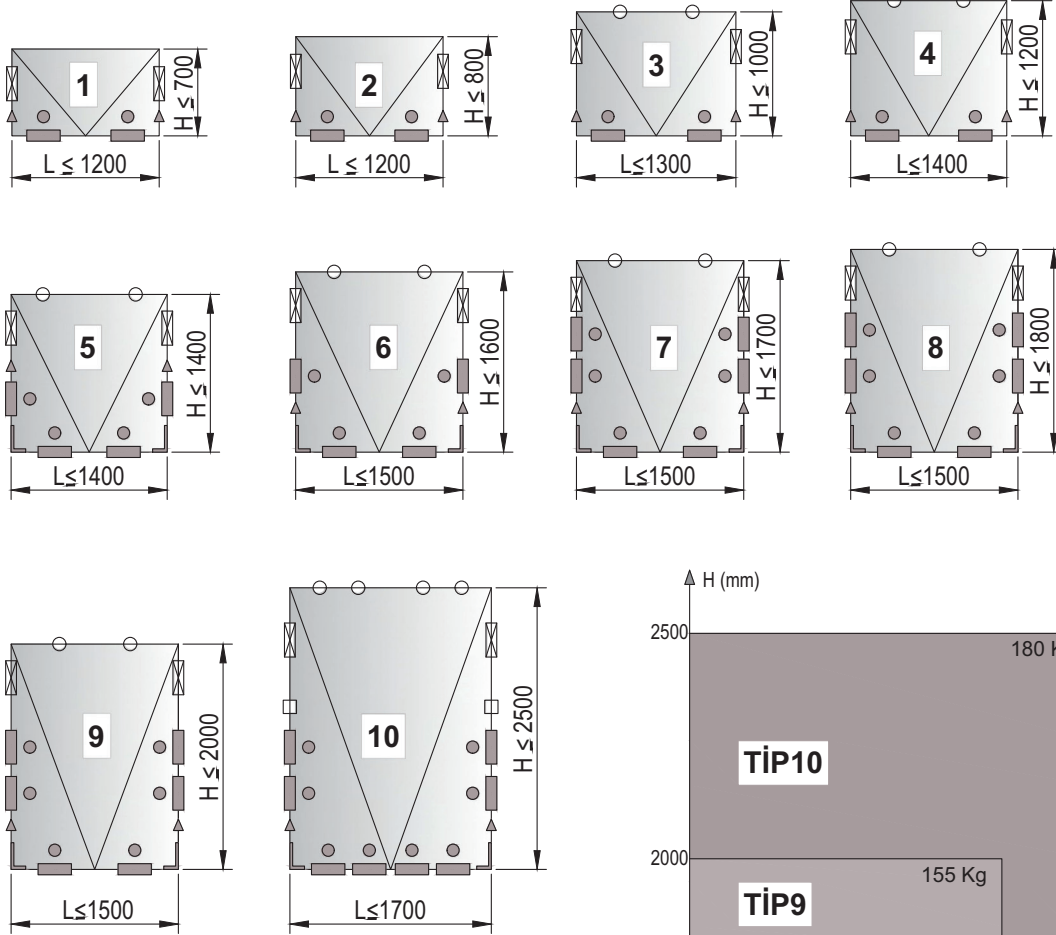 1
H ≤ 700
L ≤ 1200
2
H ≤ 800
L ≤ 1200
3
H ≤ 1000
L≤1300
4
H ≤ 1200
L≤1400
5
H ≤ 1400
L≤1400
6
H ≤ 1600
L≤1500
7
H ≤ 1700
L≤1500
8
H ≤ 1800
L≤1500
9
H ≤ 2000
L≤1500
10
H ≤ 2500
L≤1700
H (mm)
2500
180
TİP10
2000
155 Kg
TİP9